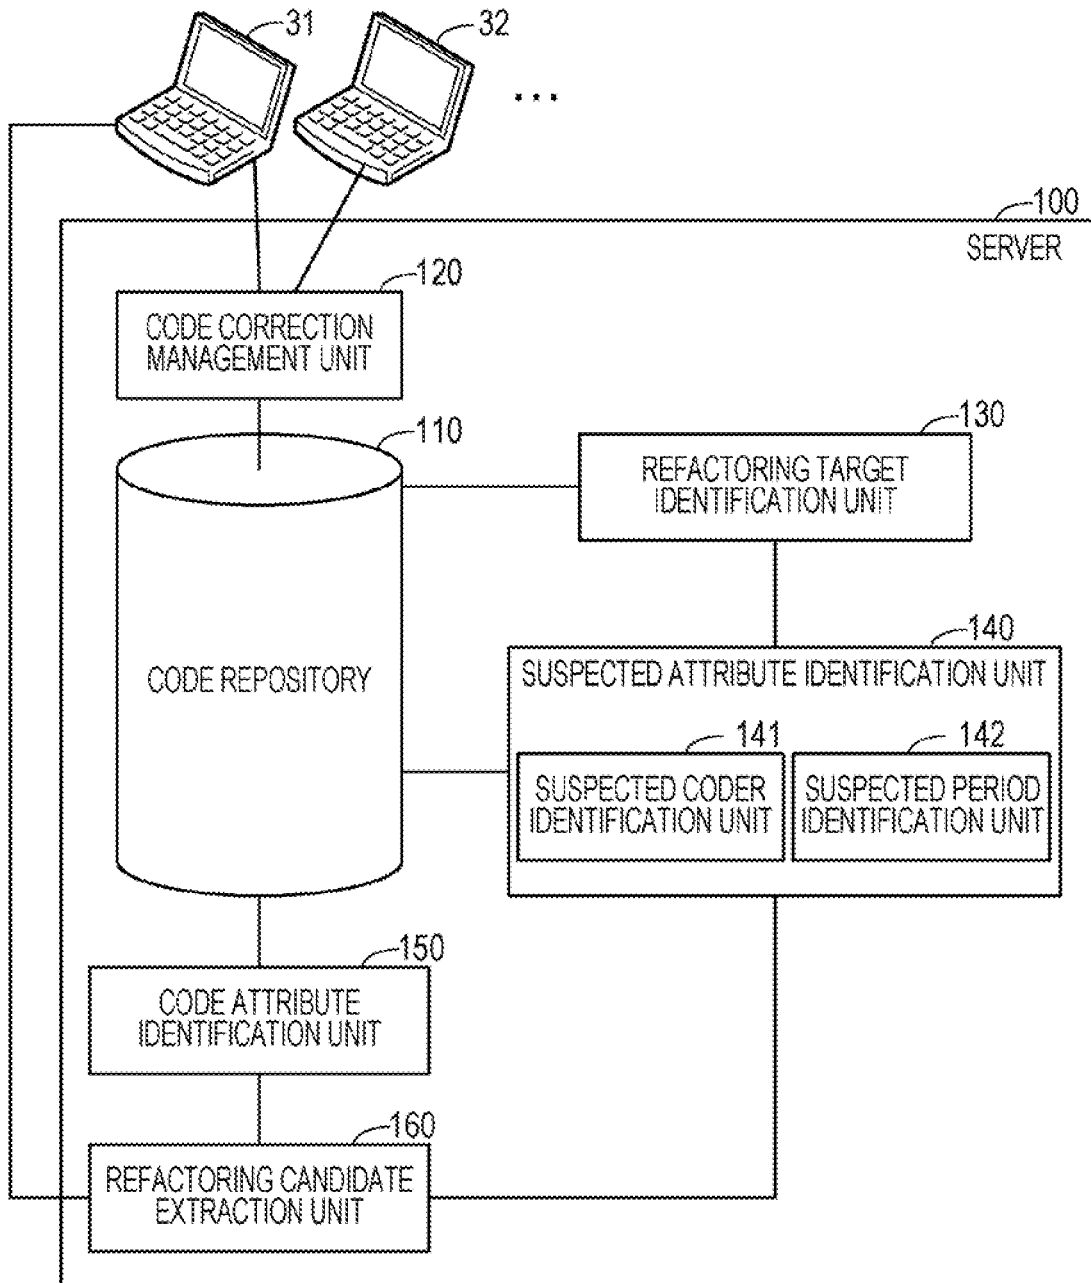 31
32
...
100
SERVER
120
CODE CORRECTION
MANAGEMENT UNIT
110
130
REFACTORING TARGET
IDENTIFICATION UNIT
CODE REPOSITORY
140
SUSPECTED ATTRIBUTE IDENTIFICATION UNIT
141
142
SUSPECTED CODER
IDENTIFICATION UNIT
SUSPECTED PERIOD
IDENTIFICATION UNIT
150
CODE ATTRIBUTE
IDENTIFICATION UNIT
160
REFACTORING CANDIDATE
EXTRACTION UNIT